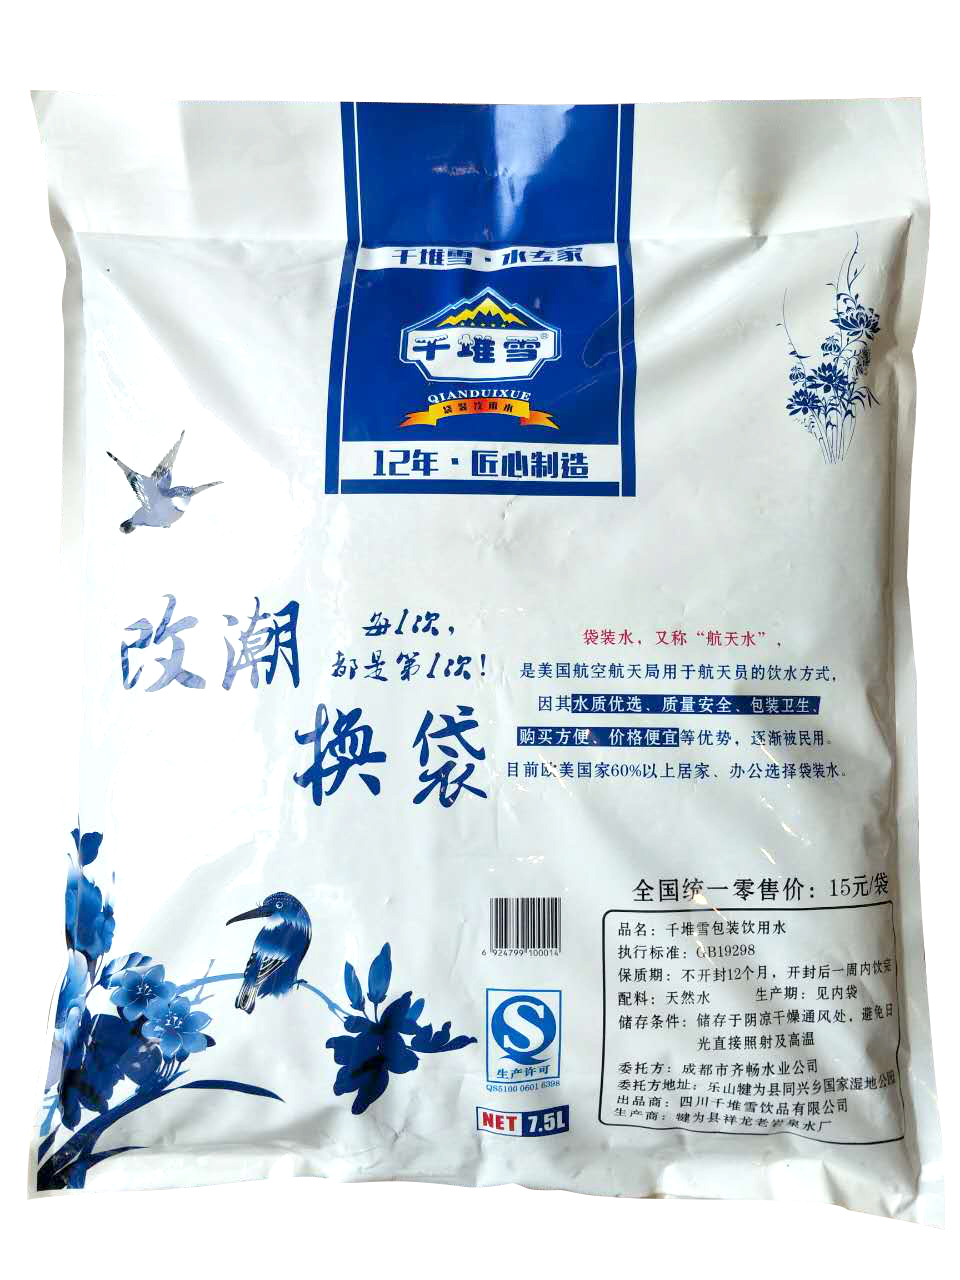 千堆雪·水专家
千堆雪®
QIANDUIXUE
袋装饮用水
12年·匠心制造
改潮
换袋
每1次，
都是第1次！
袋装水，又称“航天水”，
是美国航空航天局用于航天员的饮水方式，
因其水质优选、质量安全、包装卫生、
购买方便、价格便宜等优势，逐渐被民用。
目前欧美国家60%以上居家、办公选择袋装水。
全国统一零售价：15元/袋
品名：千堆雪包装饮用水
执行标准：GB19298
保质期：不开封12个月，开封后一周内饮完
配料：天然水 生产期：见内袋
储存条件：储存于阴凉干燥通风处，避免日
光直接照射及高温
委托方：成都市齐畅水业公司
委托方地址：乐山犍为县同兴乡国家湿地公园
出品商：四川千堆雪饮品有限公司
生产商：犍为县祥龙老岩泉水厂
6 924799 100014
生产许可
QS5100 0601 6398
NET 7.5L